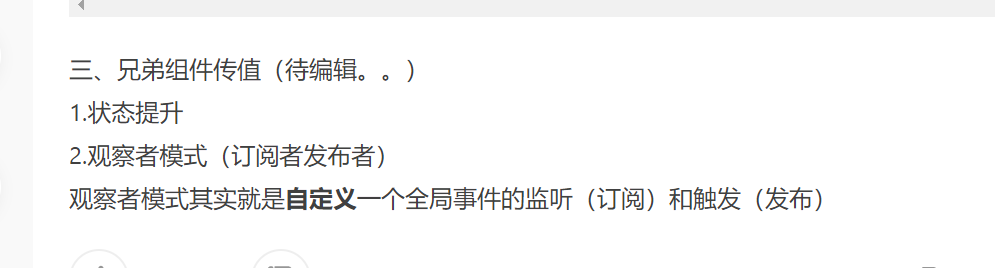 三、兄弟组件传值（待编辑。。）
1.状态提升
2.观察者模式（订阅者发布者）
观察者模式其实就是自定义一个全局事件的监听（订阅）和触发（发布）